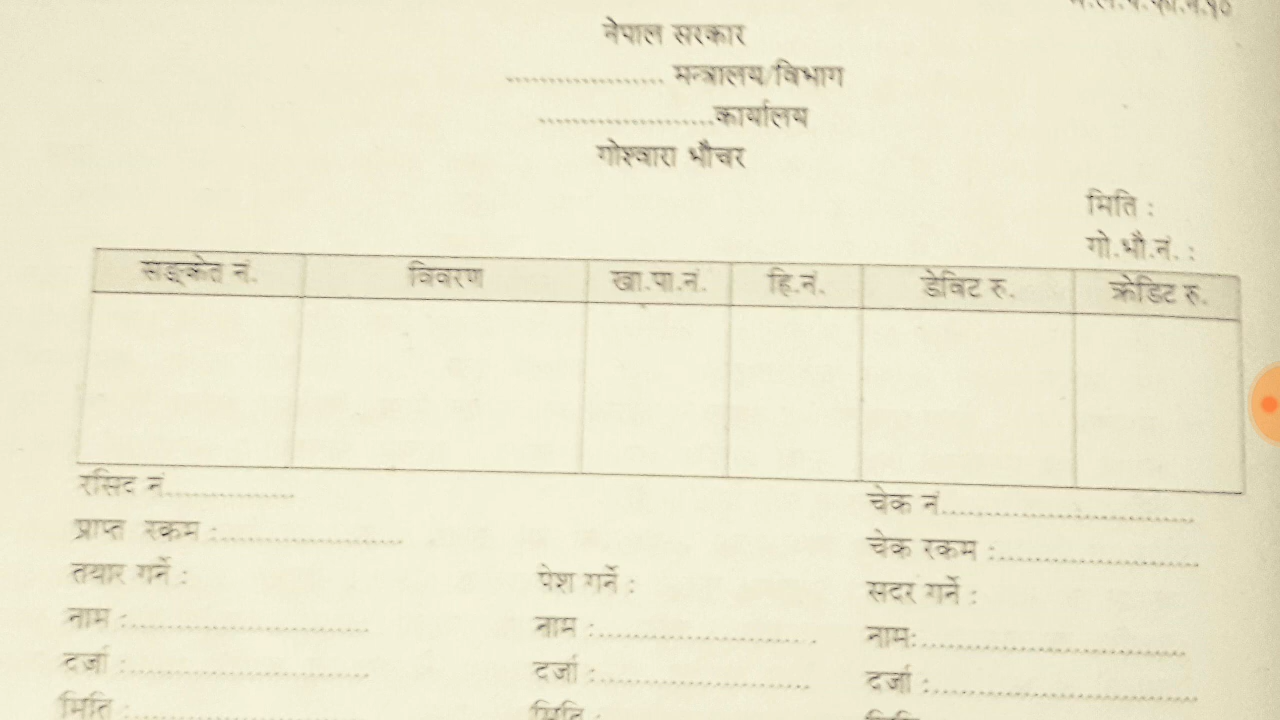 नेपाल सरकार
................... मन्त्रालय/विभाग
.....................कार्यालय
गोश्वारा भौचर
मिति :
गो.भौ.नं. :
सङ्केत नं. विवरण खा.पा.नं. हि.नं. डेविट रु. क्रेडिट रु.
रसिद नं............... चेक नं..............................
प्राप्त रकम :...................... चेक रकम :........................
तयार गर्ने : पेश गर्ने : सदर गर्ने :
नाम :............................. नाम :.......................... नामः................................
दर्जा :............................. दर्जा :.......................... दर्जा :................................
मिति :............................ मिति : मिति